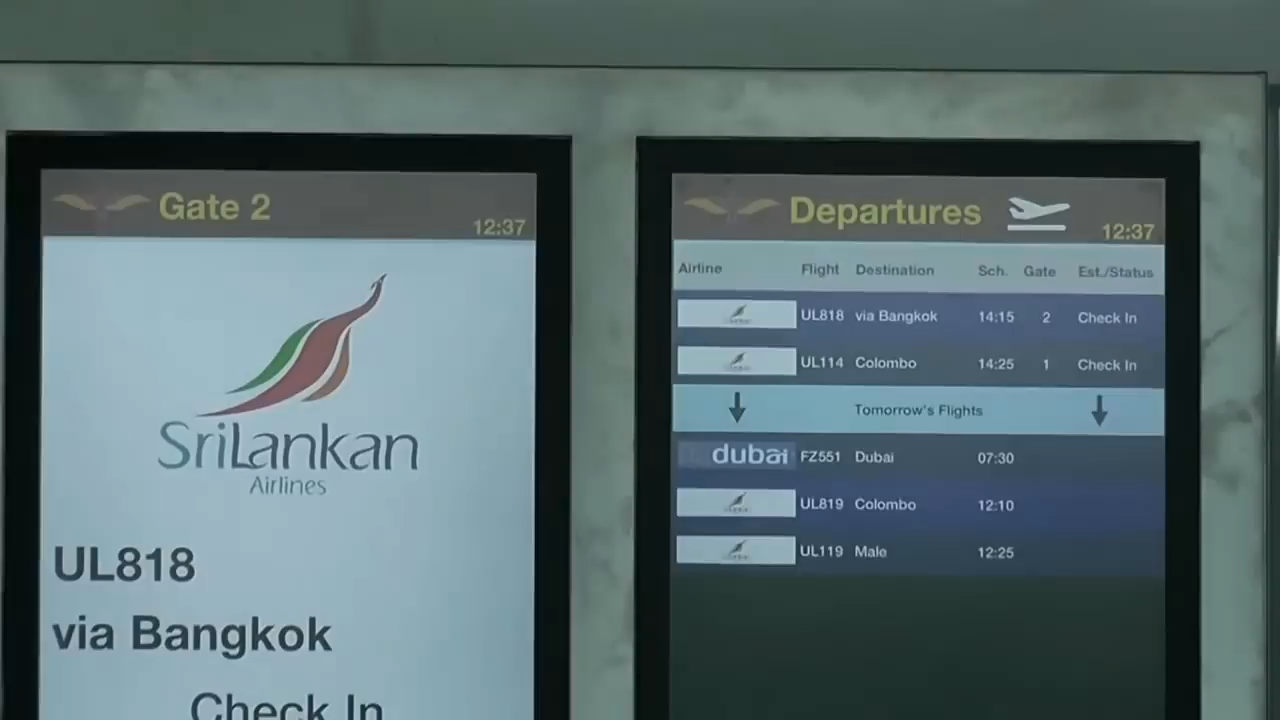 Gate 2
12:37
SriLankan
Airlines
UL818
via Bangkok
Check In
Departures
12:37
Airline Flight Destination Sch. Gate Est./Status
UL818 via Bangkok 14:15 2 Check In
UL114 Colombo 14:25 1 Check In
Tomorrow's Flights
dubai FZ551 Dubai 07:30
UL819 Colombo 12:10
UL119 Male 12:25